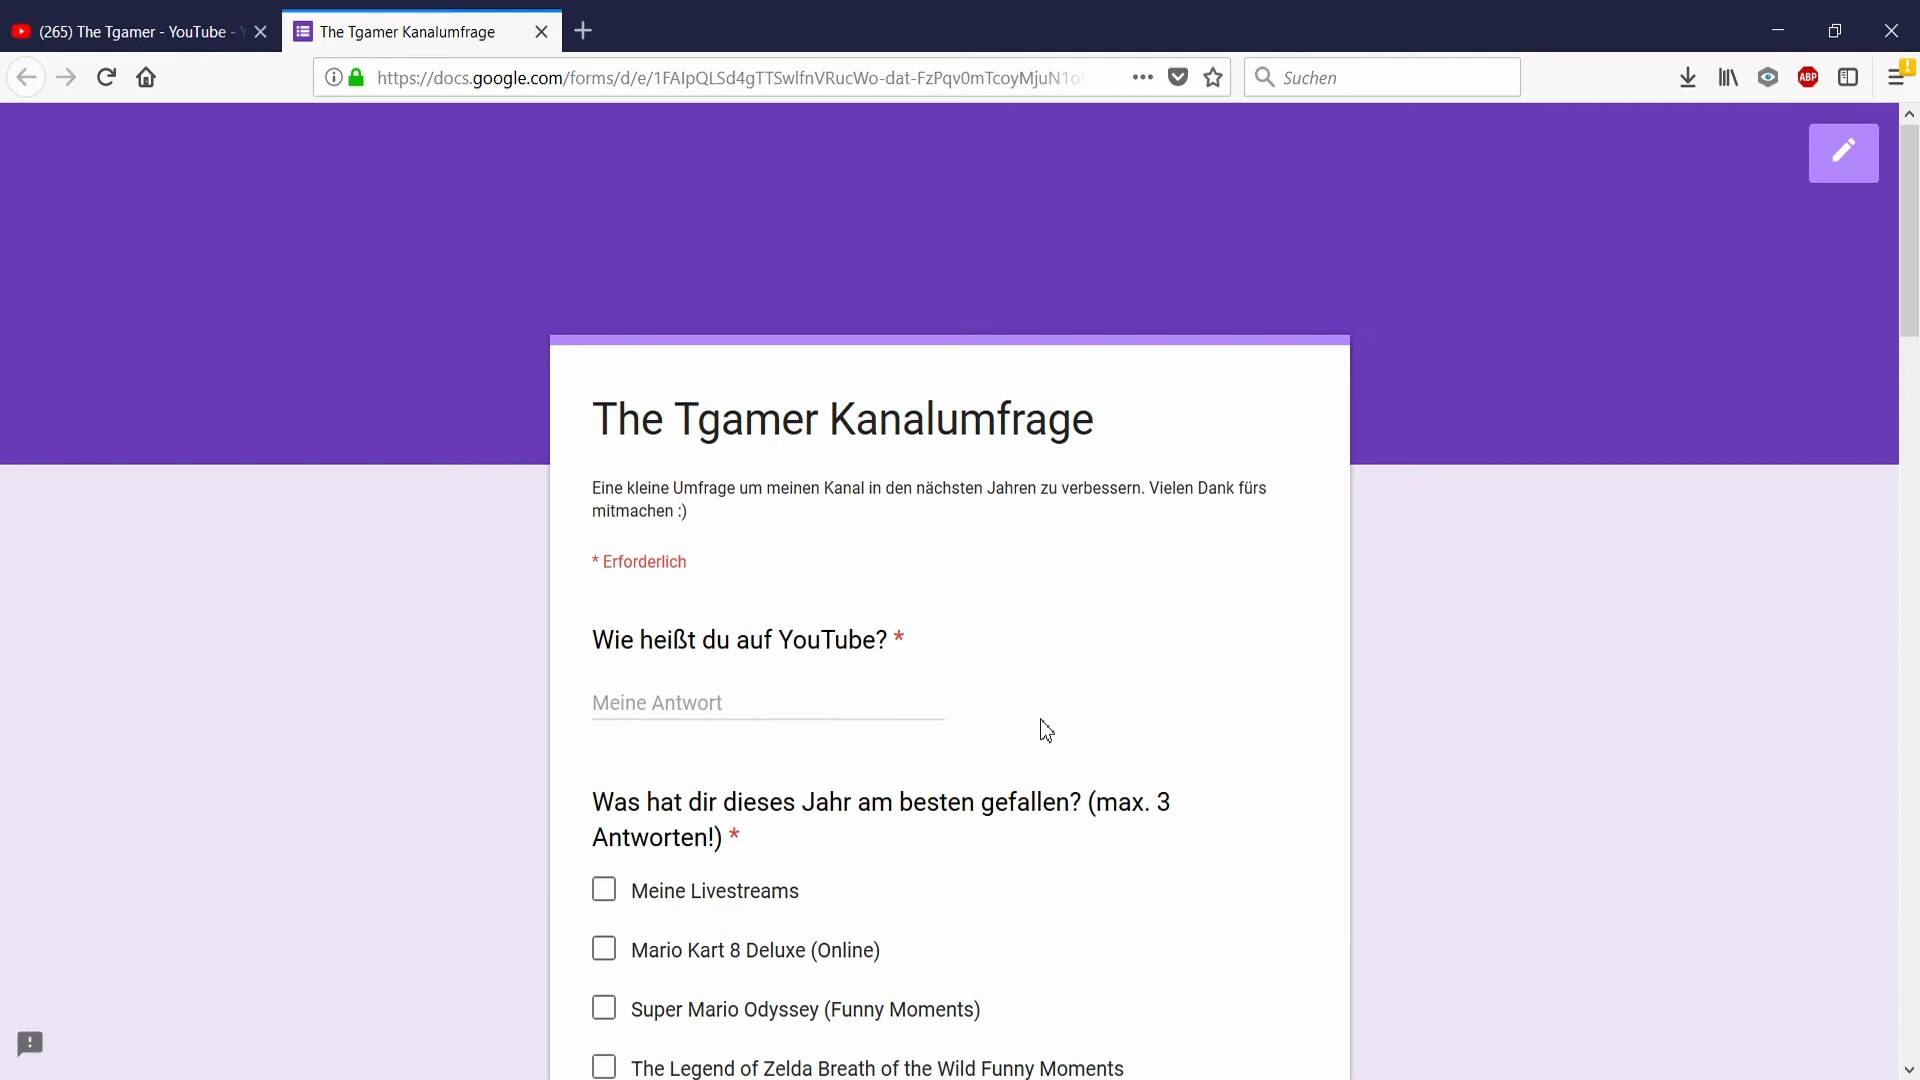 (265) The Tgamer - YouTube -
The Tgamer Kanalumfrage
https://docs.google.com/forms/d/e/1FAIpQLSd4gTTSwlfnVRucWo-dat-FzPqv0mTcoyMjuN1o
Suchen
ABP
The Tgamer Kanalumfrage
Eine kleine Umfrage um meinen Kanal in den nächsten Jahren zu verbessern. Vielen Dank fürs
mitmachen :)
* Erforderlich
Wie heißt du auf YouTube? *
Meine Antwort
Was hat dir dieses Jahr am besten gefallen? (max. 3
Antworten!) *
Meine Livestreams
Mario Kart 8 Deluxe (Online)
Super Mario Odyssey (Funny Moments)
The Legend of Zelda Breath of the Wild Funny Moments